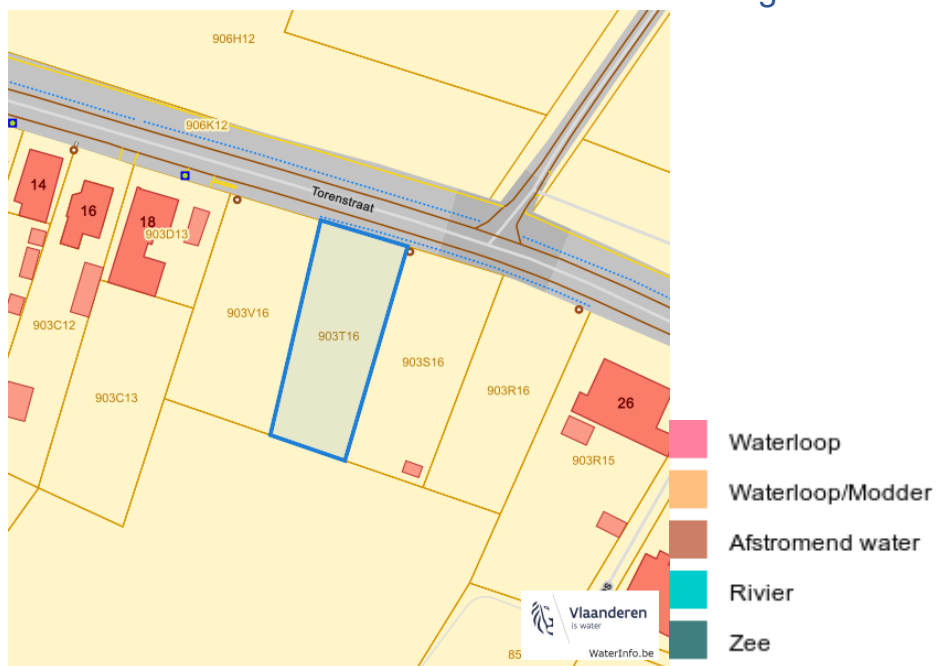 g
906H12
906K12
Torenstraat
14
16
18
903D13
903V16
903T16
903C12
903S16
903C13
903R16
26
903R15
Waterloop
Waterloop/Modder
Afstromend water
Rivier
Zee
Vlaanderen
is water
WaterInfo.be
85